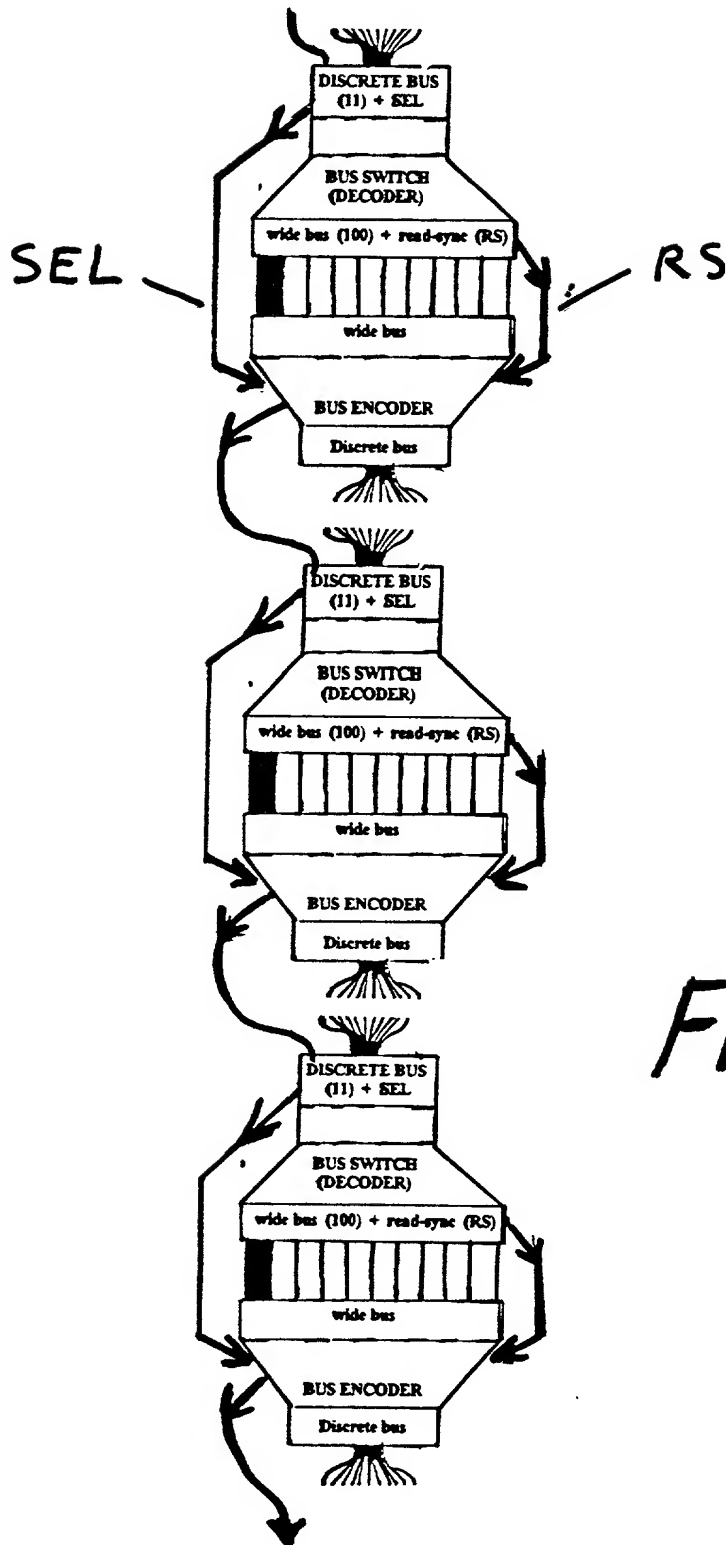 DISCRETE BUS
(11) + SEL
BUS SWITCH
(DECODER)
wide bus (100) + read-sync (RS)
SEL
RS
wide bus
BUS ENCODER
Discrete bus
DISCRETE BUS
(11) + SEL
BUS SWITCH
(DECODER)
wide bus (100) + read-sync (RS)
wide bus
BUS ENCODER
Discrete bus
DISCRETE BUS
(11) + SEL
BUS SWITCH
(DECODER)
wide bus (100) + read-sync (RS)
wide bus
BUS ENCODER
Discrete bus